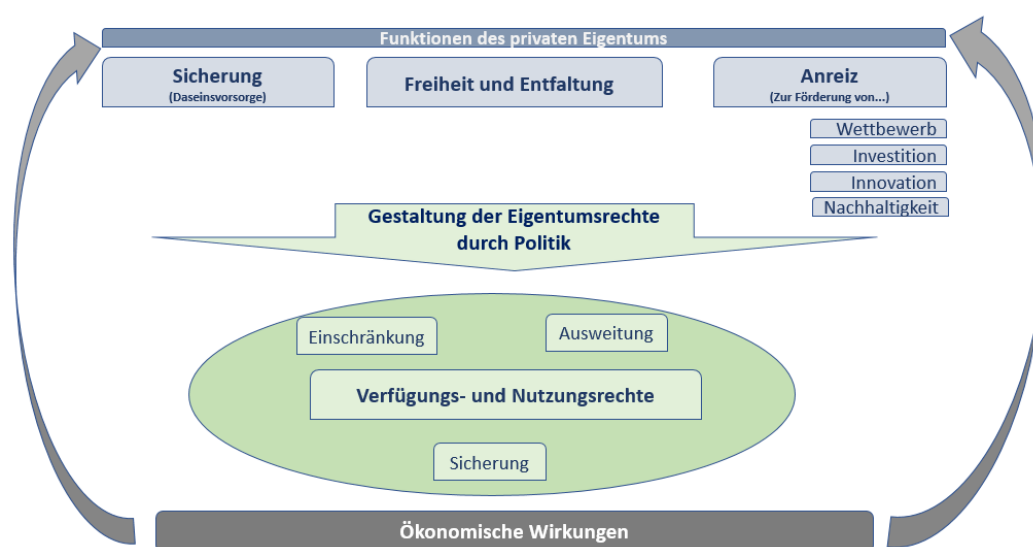 Funktionen des privaten Eigentums
Sicherung
(Daseinsvorsorge)
Freiheit und Entfaltung
Anreiz
(Zur Förderung von...)
Wettbewerb
Investition
Innovation
Nachhaltigkeit
Gestaltung der Eigentumsrechte
durch Politik
Einschränkung
Ausweitung
Verfügungs- und Nutzungsrechte
Sicherung
Ökonomische Wirkungen